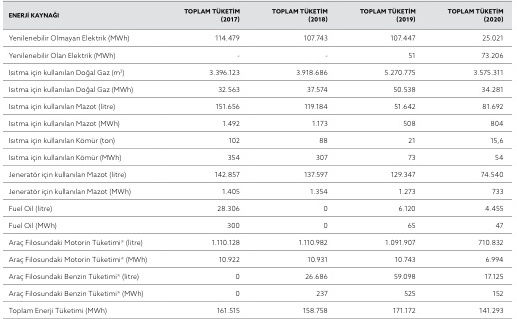 ENERJİ KAYNAĞI TOPLAM TÜKETİM (2017) TOPLAM TÜKETİM (2018) TOPLAM TÜKETİM (2019) TOPLAM TÜKETİM (2020)
Yenilenebilir Olmayan Elektrik (MWh) 114.479 107.743 107.447 25.021
Yenilenebilir Olan Elektrik (MWh) - - 51 73.206
Isıtma için kullanılan Doğal Gaz (m³) 3.396.123 3.918.686 5.270.775 3.575.311
Isıtma için kullanılan Doğal Gaz (MWh) 32.563 37.574 50.538 34.281
Isıtma için kullanılan Mazot (litre) 151.656 119.184 51.642 81.692
Isıtma için kullanılan Mazot (MWh) 1.492 1.173 508 804
Isıtma için kullanılan Kömür (ton) 102 88 21 15,6
Isıtma için kullanılan Kömür (MWh) 354 307 73 54
Jeneratör için kullanılan Mazot (litre) 142.857 137.597 129.347 74.540
Jeneratör için kullanılan Mazot (MWh) 1.405 1.354 1.273 733
Fuel Oil (litre) 28.306 0 6.120 4.455
Fuel Oil (MWh) 300 0 65 47
Araç Filosundaki Motorin Tüketimi* (litre) 1.110.128 1.110.982 1.091.907 710.832
Araç Filosundaki Motorin Tüketimi* (MWh) 10.922 10.931 10.743 6.994
Araç Filosundaki Benzin Tüketimi* (litre) 0 26.686 59.098 17.125
Araç Filosundaki Benzin Tüketimi* (MWh) 0 237 525 152
Toplam Enerji Tüketimi (MWh) 161.515 158.758 171.172 141.293